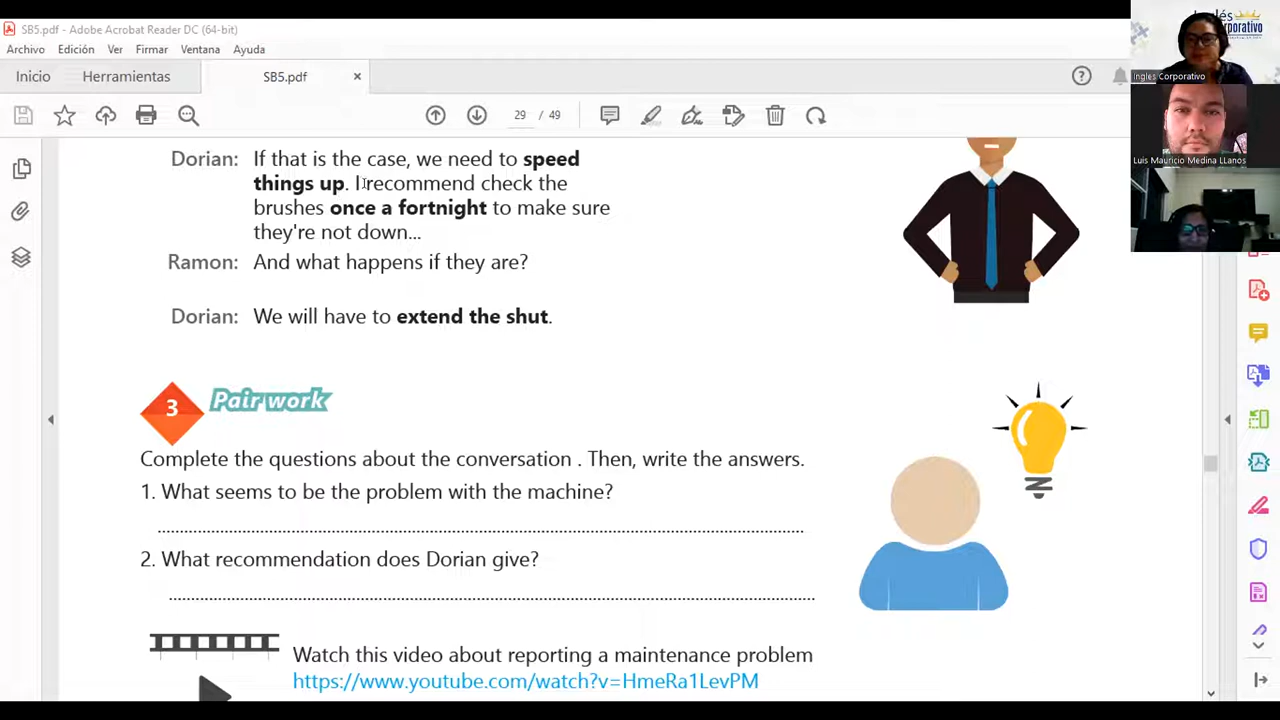 SB5.pdf - Adobe Acrobat Reader DC (64-bit)
Archivo Edición Ver Firmar Ventana Ayuda
Inicio Herramientas SB5.pdf ×
29 / 49
Dorian: If that is the case, we need to speed
things up. I recommend check the
brushes once a fortnight to make sure
they're not down...
Ramon: And what happens if they are?
Dorian: We will have to extend the shut.
3 Pair work
Complete the questions about the conversation . Then, write the answers.
1. What seems to be the problem with the machine?
2. What recommendation does Dorian give?
Watch this video about reporting a maintenance problem
https://www.youtube.com/watch?v=HmeRa1LevPM
Ingles Corporativo
Luis Mauricio Medina LLanos